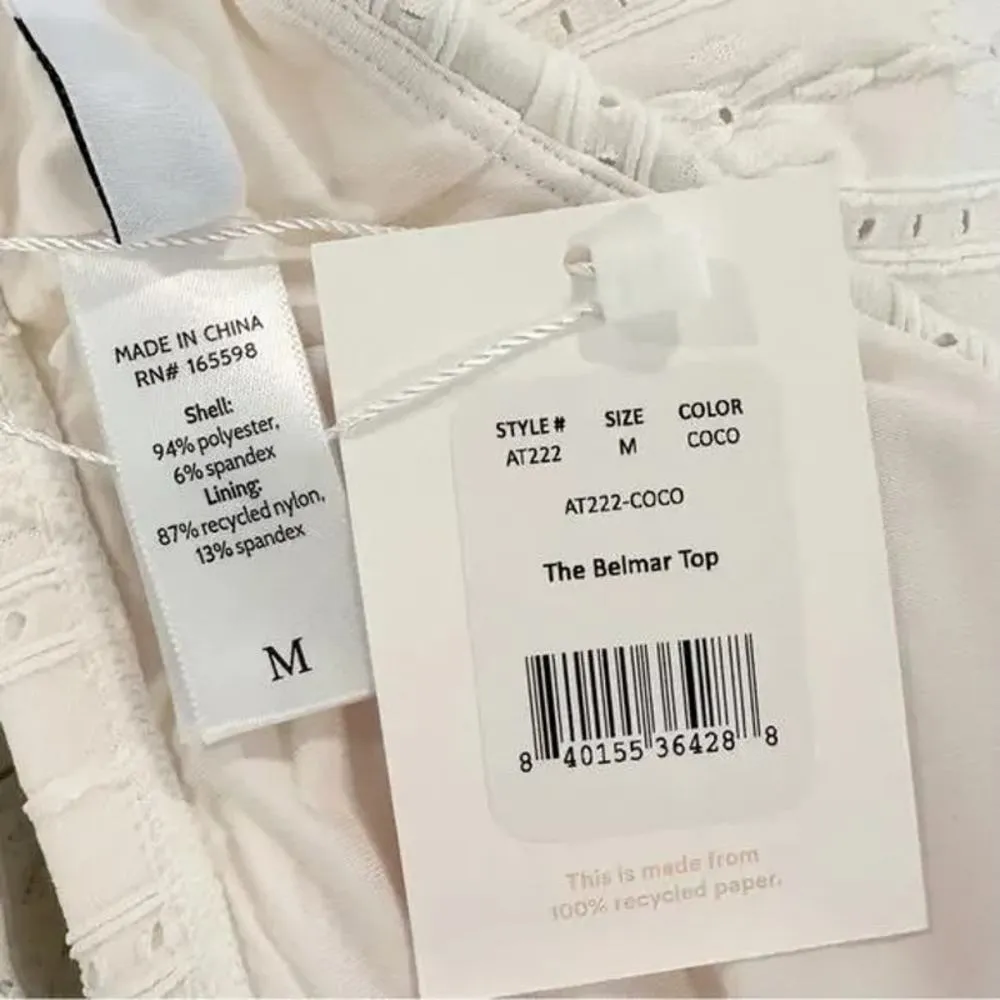 MADE IN CHINA
RN# 165598
Shell:
94% polyester,
6% spandex
Lining:
87% recycled nylon,
13% spandex
M
STYLE # SIZE COLOR
AT222 M COCO
AT222-COCO
The Belmar Top
8 40155 36428 8
This is made from
100% recycled paper.